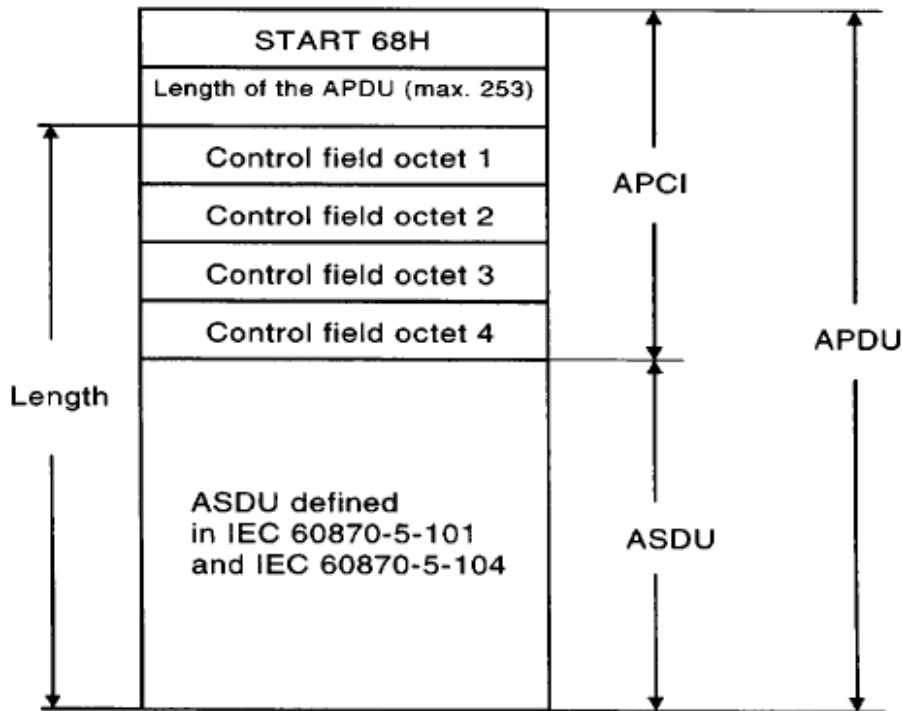 START 68H
Length of the APDU (max. 253)
Control field octet 1
Control field octet 2
Control field octet 3
Control field octet 4
ASDU defined
in IEC 60870-5-101
and IEC 60870-5-104
Length
APCI
ASDU
APDU